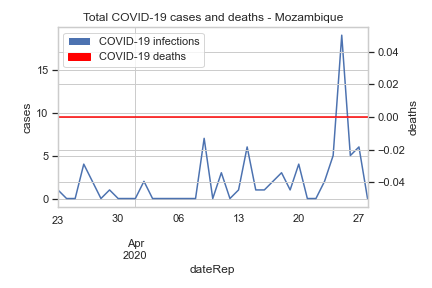 Total COVID-19 cases and deaths - Mozambique
COVID-19 infections
COVID-19 deaths
cases
15
10
5
0
deaths
0.04
0.02
0.00
−0.02
−0.04
23
30
06
13
20
27
Apr
2020
dateRep